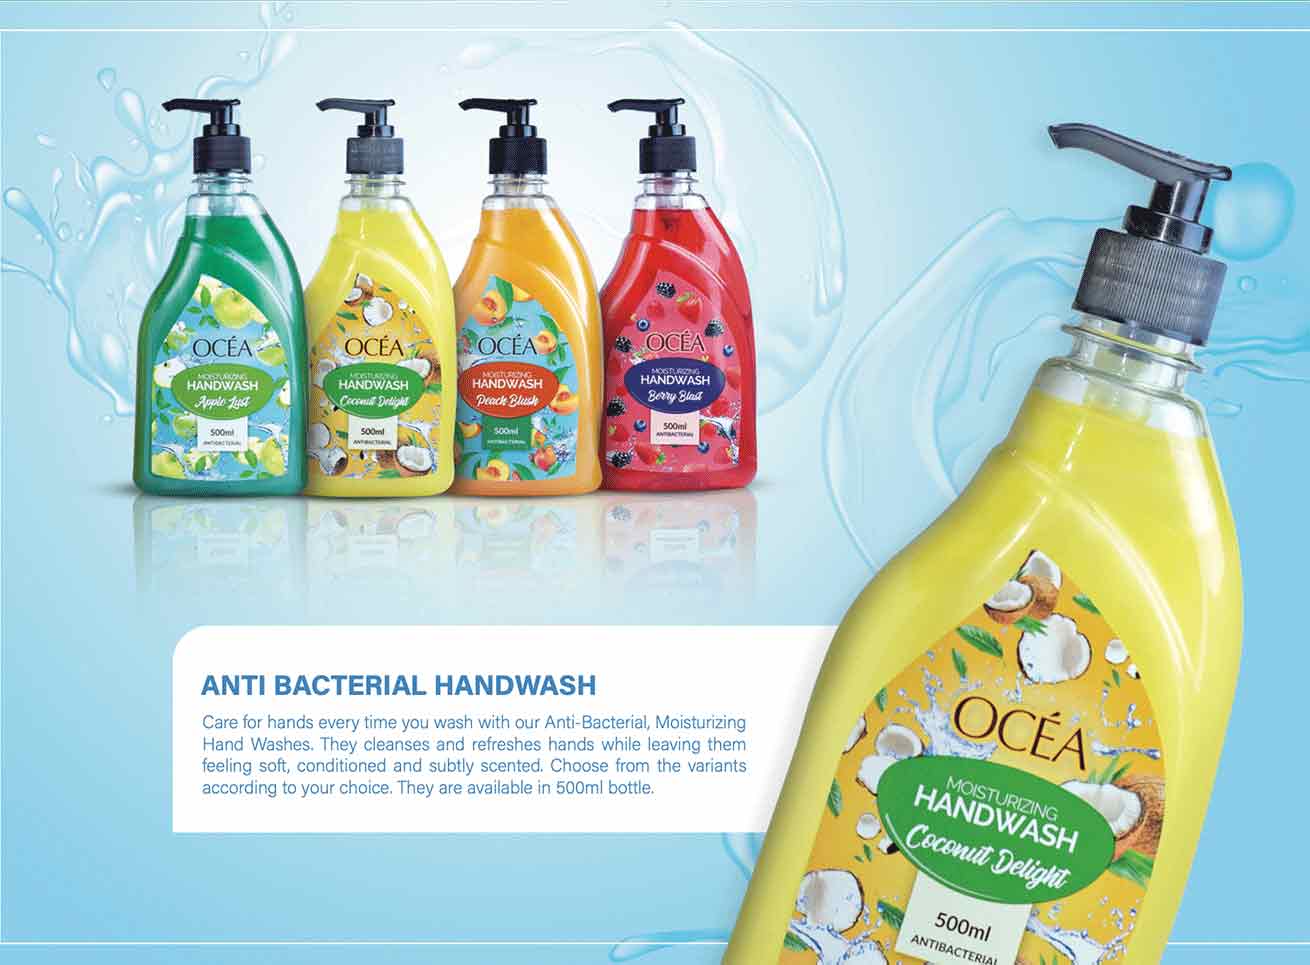 OCÉA
MOISTURIZING
HANDWASH
Apple Lust
500ml
ANTIBACTERIAL
OCÉA
MOISTURIZING
HANDWASH
Coconut Delight
500ml
ANTIBACTERIAL
OCÉA
MOISTURIZING
HANDWASH
Peach Blush
500ml
ANTIBACTERIAL
OCÉA
MOISTURIZING
HANDWASH
Berry Blast
500ml
ANTIBACTERIAL
ANTI BACTERIAL HANDWASH
Care for hands every time you wash with our Anti-Bacterial, Moisturizing
Hand Washes. They cleanses and refreshes hands while leaving them
feeling soft, conditioned and subtly scented. Choose from the variants
according to your choice. They are available in 500ml bottle.
OCÉA
MOISTURIZING
HANDWASH
Coconut Delight
500ml
ANTIBACTERIAL